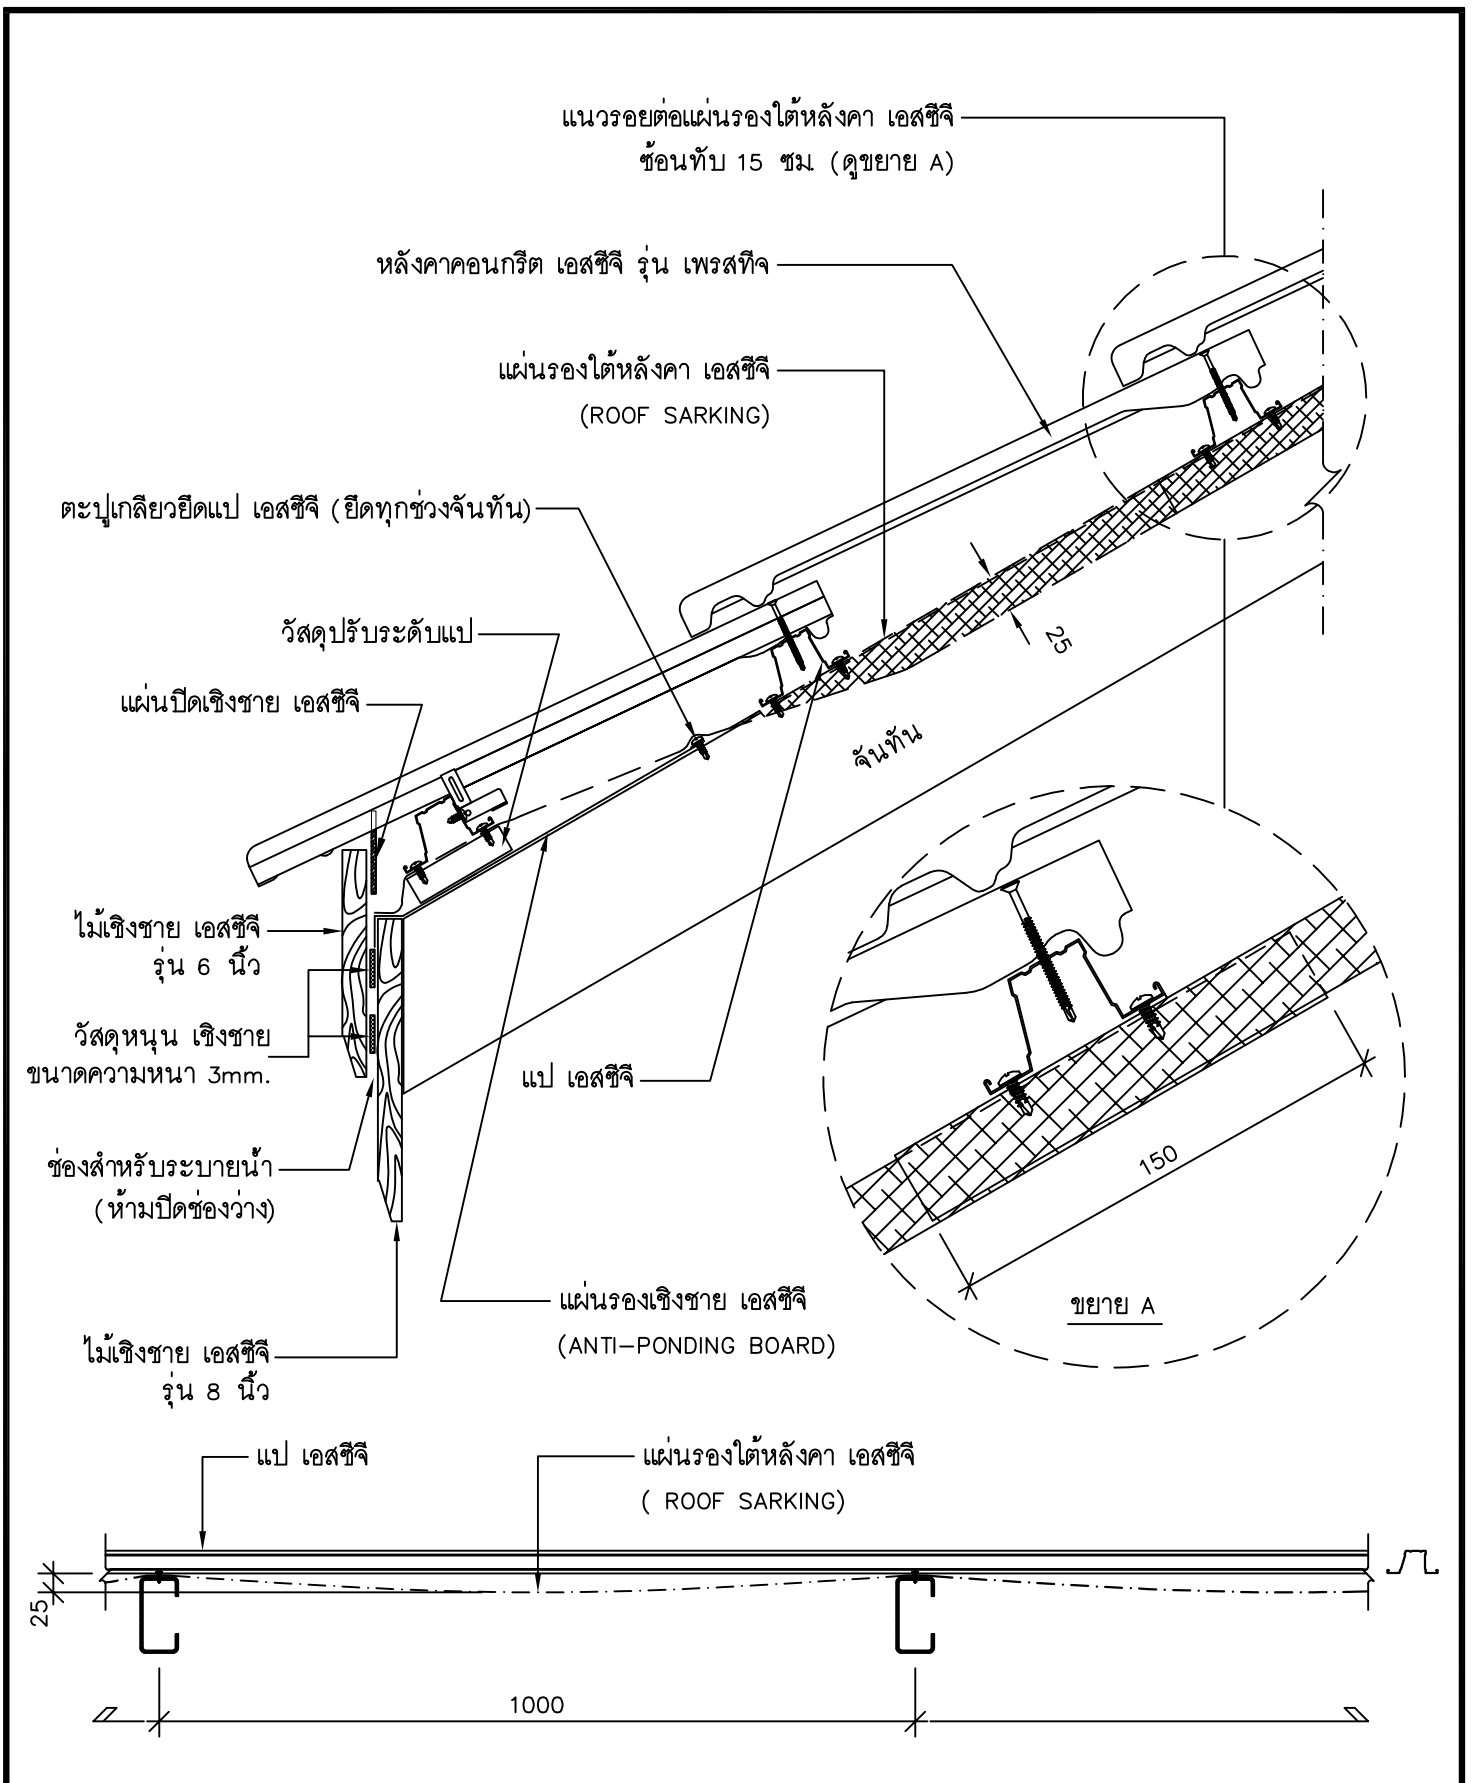 แนวรอยต่อแผ่นรองใต้หลังคา เอสซีจี
ซ้อนทับ 15 ซม. (ดูขยาย A)
หลังคาคอนกรีต เอสซีจี รุ่น เพรสทีจ
แผ่นรองใต้หลังคา เอสซีจี
(ROOF SARKING)
ตะปูเกลียวยึดแป เอสซีจี (ยึดทุกช่วงจันทัน)
วัสดุปรับระดับแป
25
แผ่นปิดเชิงชาย เอสซีจี
จันทัน
ไม้เชิงชาย เอสซีจี
รุ่น 6 นิ้ว
วัสดุหนุน เชิงชาย
ขนาดความหนา 3mm.
แป เอสซีจี
ช่องสำหรับระบายน้ำ
(ห้ามปิดช่องว่าง)
150
แผ่นรองเชิงชาย เอสซีจี
(ANTI-PONDING BOARD)
ขยาย A
ไม้เชิงชาย เอสซีจี
รุ่น 8 นิ้ว
แป เอสซีจี
แผ่นรองใต้หลังคา เอสซีจี
( ROOF SARKING)
25
1000